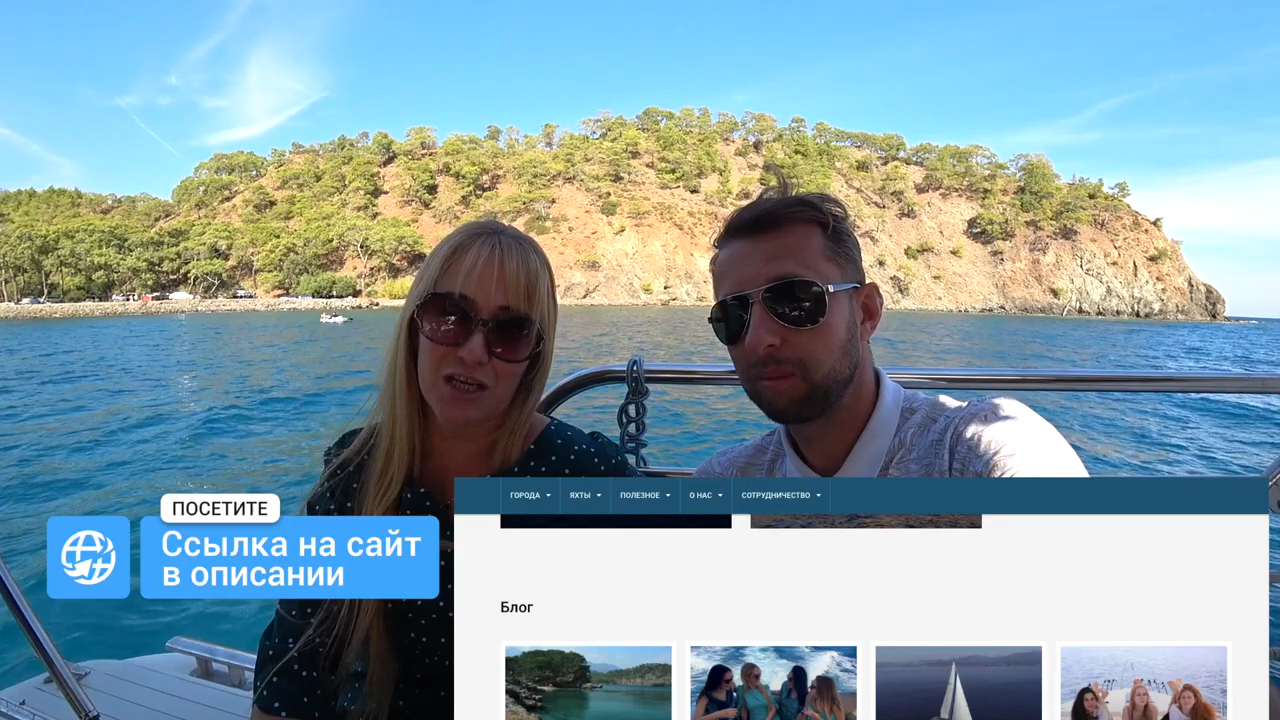 ПОСЕТИТЕ
Ссылка на сайт
в описании
ГОРОДА ЯХТЫ ПОЛЕЗНОЕ О НАС СОТРУДНИЧЕСТВО
Блог